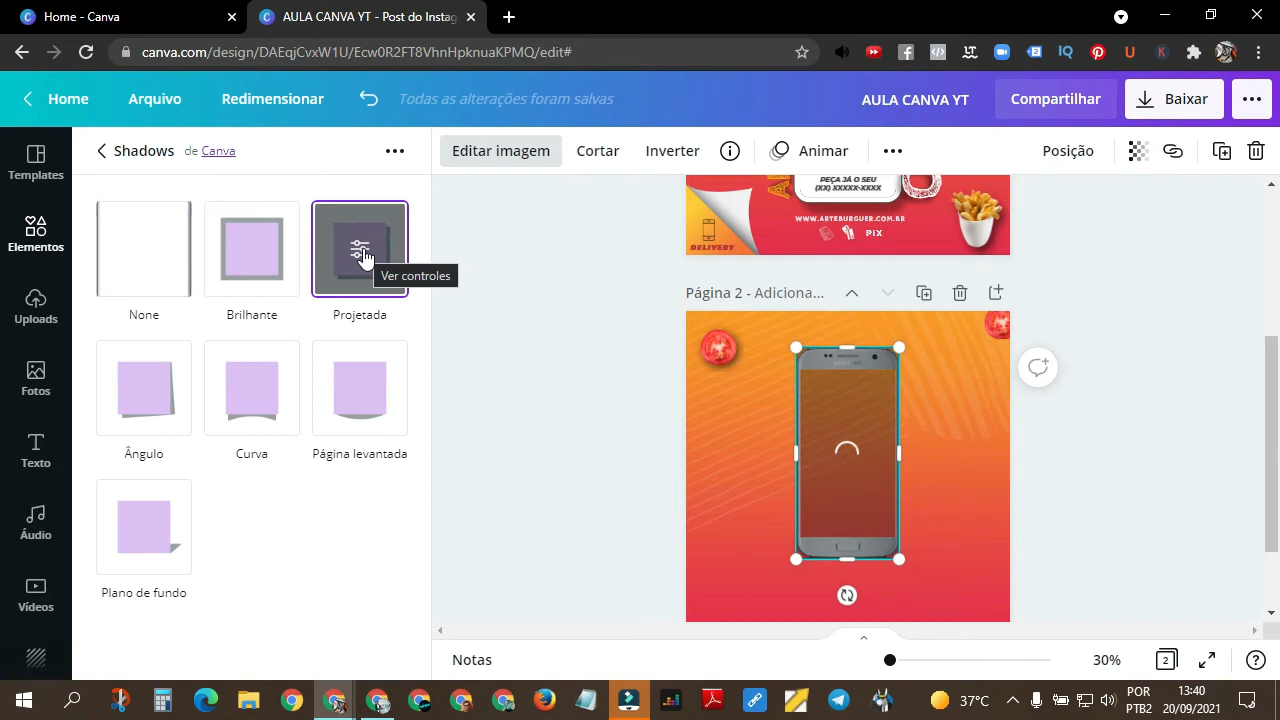 Home - Canva
AULA CANVA YT - Post do Instag
canva.com/design/DAEqjCvxW1U/Ecw0R2FT8VhnHpknuaKPMQ/edit#
Home
Arquivo
Redimensionar
Todas as alterações foram salvas
AULA CANVA YT
Compartilhar
Baixar
Templates
Elementos
Uploads
Fotos
Texto
Áudio
Vídeos
Shadows de Canva
None
Brilhante
Projetada
Ver controles
Ângulo
Curva
Página levantada
Plano de fundo
Editar imagem
Cortar
Inverter
Animar
Posição
PEÇA JÁ O SEU
(XX) XXXXX-XXXX
WWW.ARTEBURGUER.COM.BR
PIX
DELIVERY
Página 2 - Adiciona...
SAMSUNG
Notas
30%
2
37°C
POR
PTB2
13:40
20/09/2021